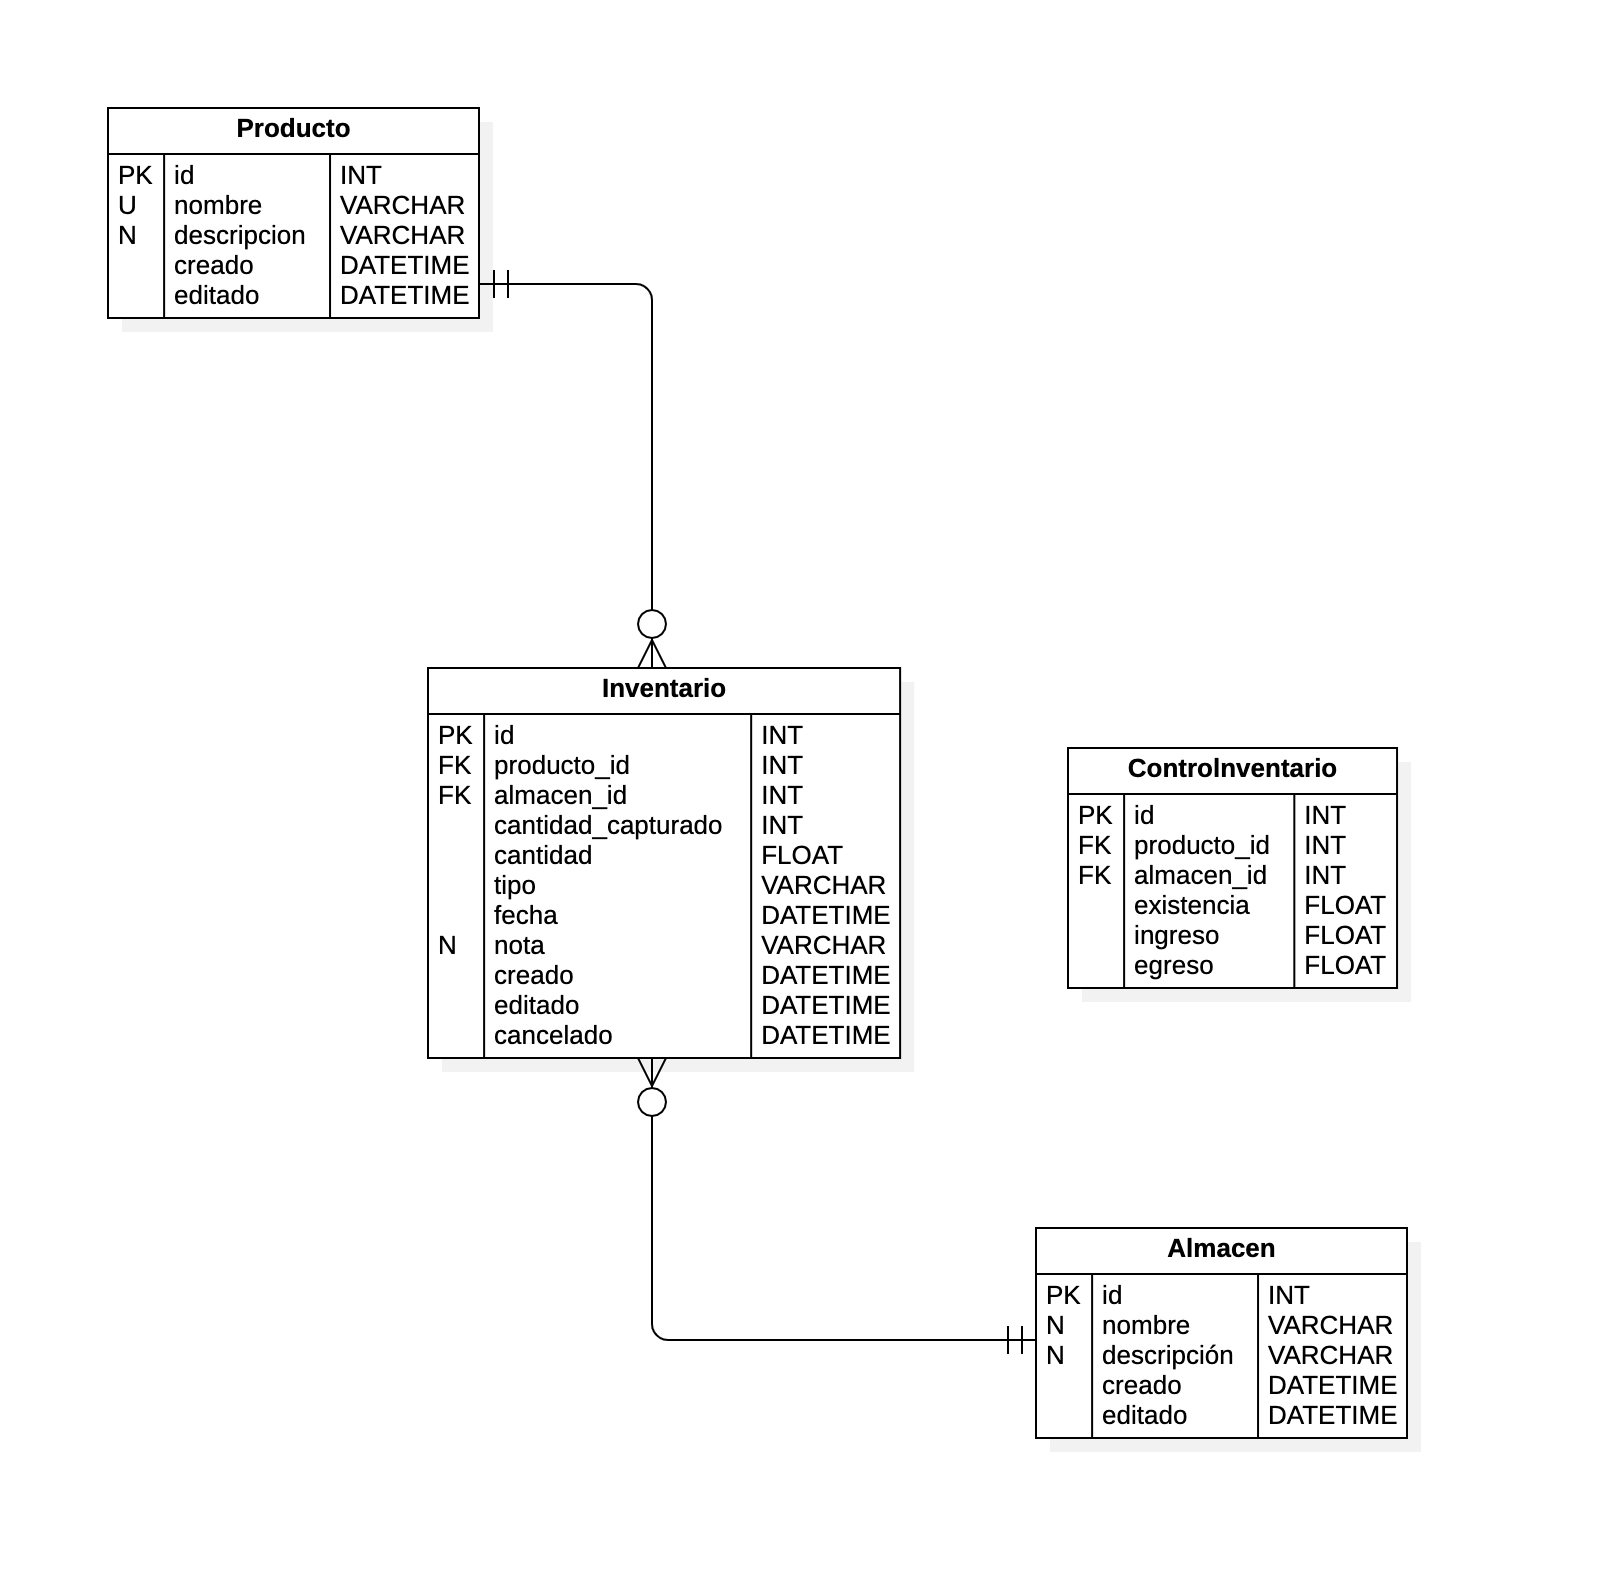 Producto
PK id INT
U nombre VARCHAR
N descripcion VARCHAR
creado DATETIME
editado DATETIME
Inventario
PK id INT
FK producto_id INT
FK almacen_id INT
cantidad_capturado INT
cantidad FLOAT
tipo VARCHAR
fecha DATETIME
N nota VARCHAR
creado DATETIME
editado DATETIME
cancelado DATETIME
Controlnventario
PK id INT
FK producto_id INT
FK almacen_id INT
existencia FLOAT
ingreso FLOAT
egreso FLOAT
Almacen
PK id INT
N nombre VARCHAR
N descripción VARCHAR
creado DATETIME
editado DATETIME